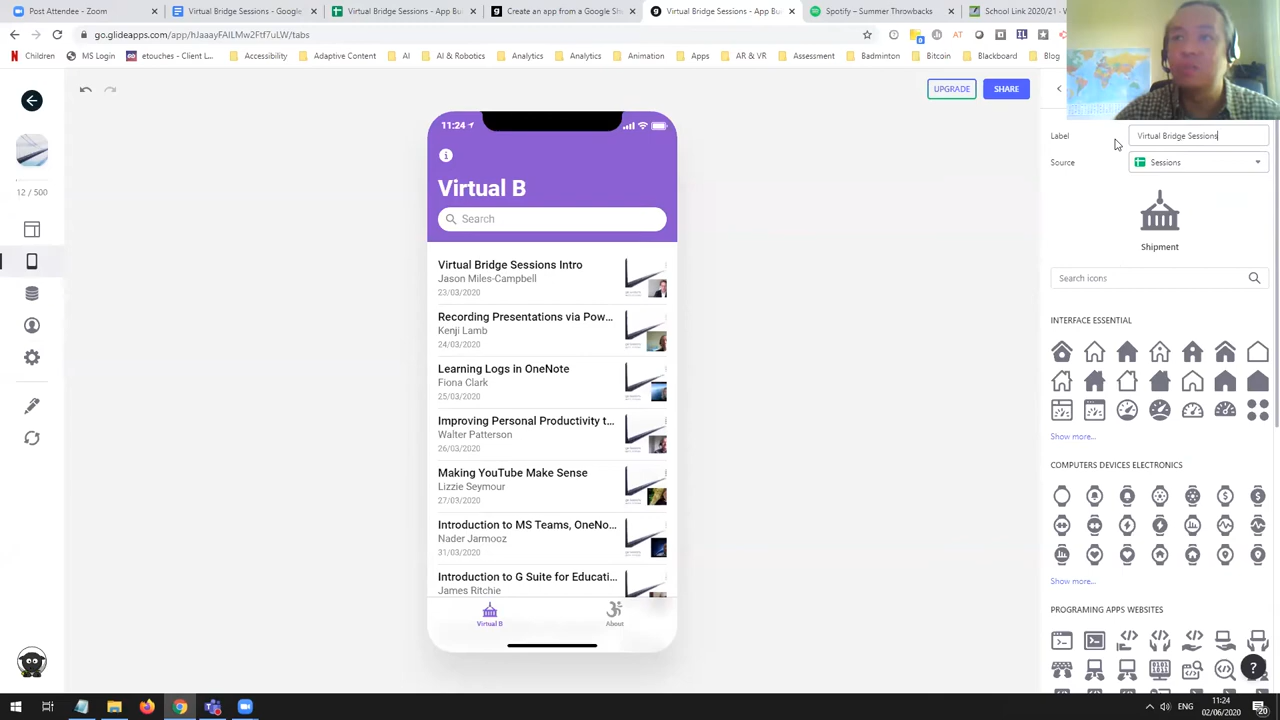 Post Attendee - Zoom
Virtual Bridge Sessions - Google
Virtual Bridge Sessions - App Bu
Create an app from a Google Sh
Virtual Bridge Sessions - App Bu
Spotify – Summer Throwbacks
School Link 2020/21 - W
go.glideapps.com/app/
/tabs
Children
MS Login
etouches - Client L...
Adaptive Content
AI
AI & Robotics
Analytics
Analytics
Animation
Apps
AR & VR
Assessment
Badminton
Bitcoin
Blackboard
Blog
UPGRADE
SHARE
12 / 500
11:24
Virtual B
Search
Virtual Bridge Sessions Intro
Jason Miles-Campbell
23/03/2020
Recording Presentations via Pow...
Kenji Lamb
24/03/2020
Learning Logs in OneNote
Fiona Clark
25/03/2020
Improving Personal Productivity t...
Walter Patterson
26/03/2020
Making YouTube Make Sense
Lizzie Seymour
27/03/2020
Introduction to MS Teams, OneNo...
Nader Jarmooz
31/03/2020
Introduction to G Suite for Educati...
James Ritchie
Virtual B
About
Label
Virtual Bridge Sessions
Source
Sessions
Shipment
Search icons
INTERFACE ESSENTIAL
Show more...
COMPUTERS DEVICES ELECTRONICS
Show more...
PROGRAMING APPS WEBSITES
?
ENG
11:24
02/06/2020
20